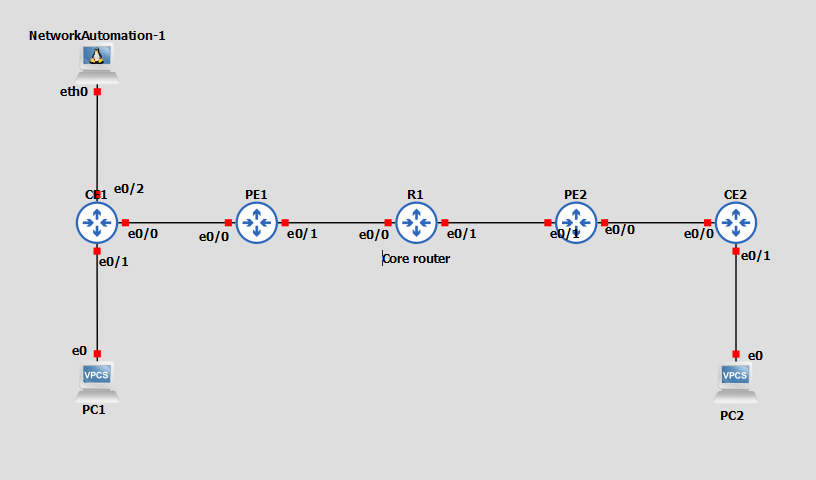 NetworkAutomation-1
eth0
CE1
e0/2
PE1
R1
PE2
CE2
e0/0
e0/0
e0/1
e0/0
e0/1
e0/1
e0/0
e0/0
e0/1
e0/1
Core router
e0
VPCS
PC1
e0
VPCS
PC2